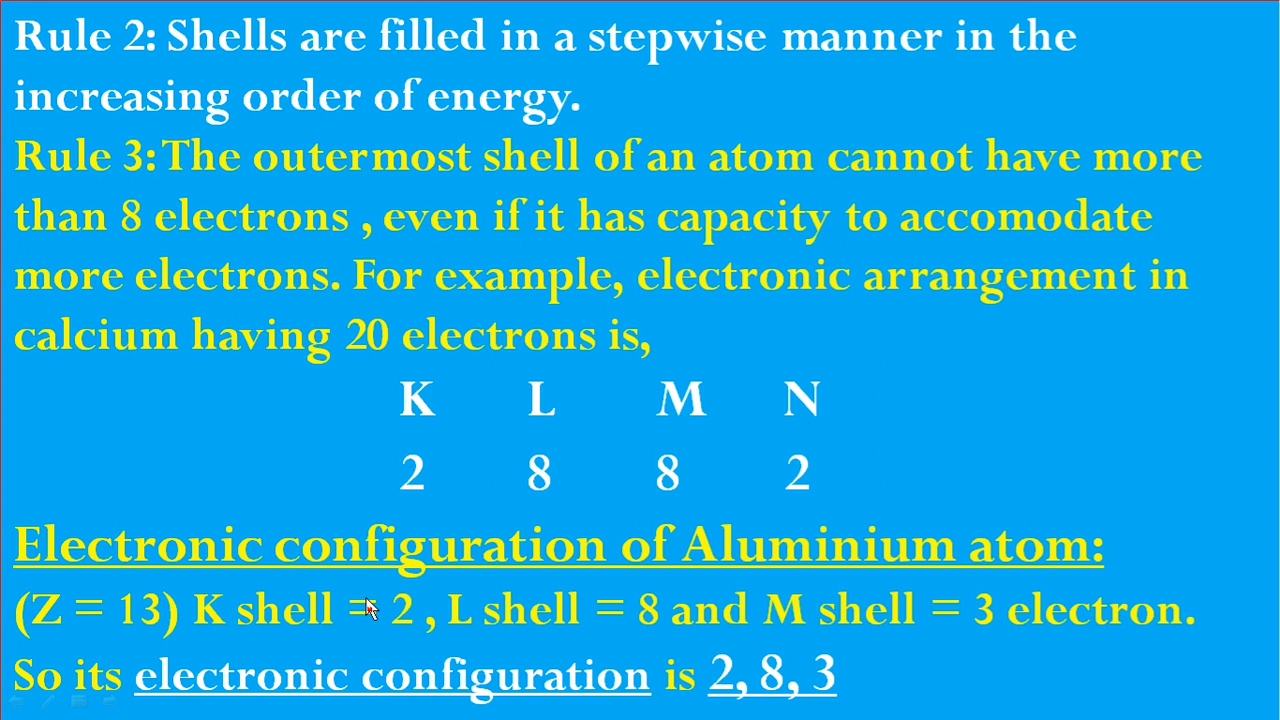 Rule 2: Shells are filled in a stepwise manner in the
increasing order of energy.
Rule 3: The outermost shell of an atom cannot have more
than 8 electrons , even if it has capacity to accomodate
more electrons. For example, electronic arrangement in
calcium having 20 electrons is,
K L M N
2 8 8 2
Electronic configuration of Aluminium atom:
(Z = 13) K shell = 2 , L shell = 8 and M shell = 3 electron.
So its electronic configuration is 2, 8, 3